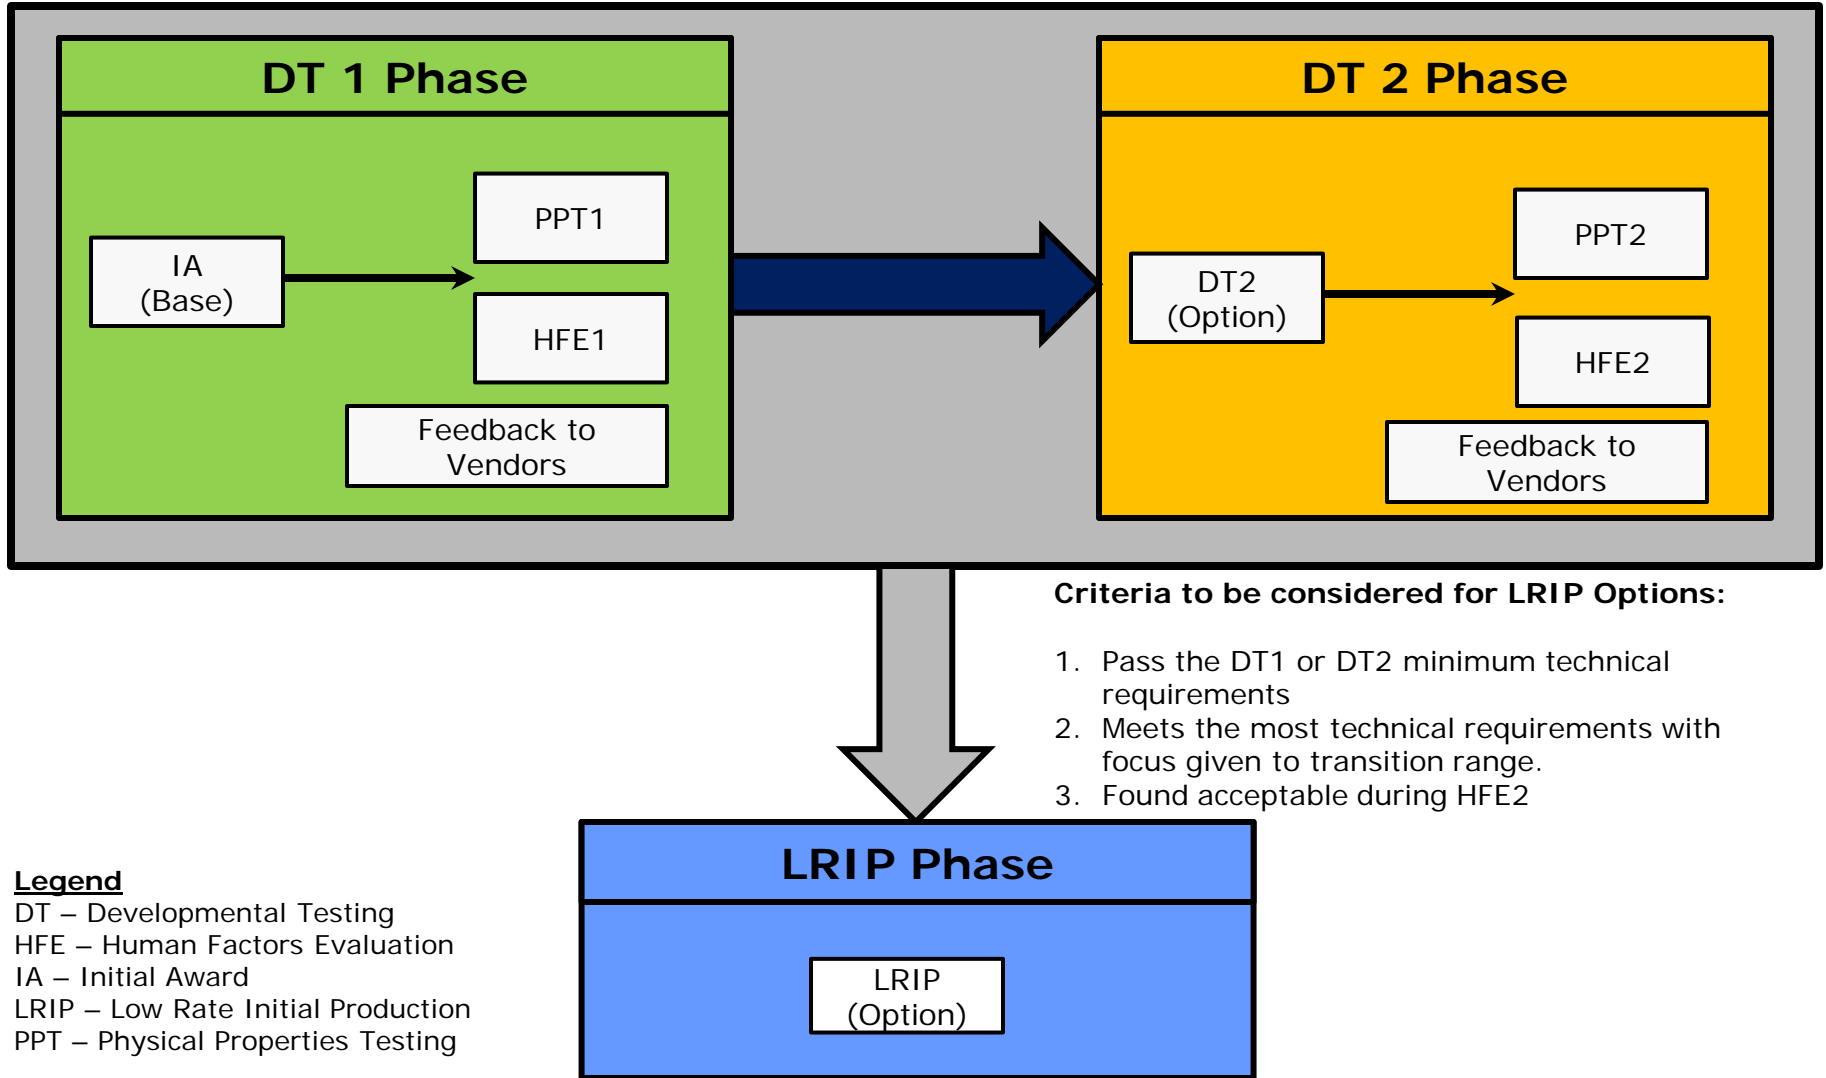 DT 1 Phase
IA
(Base)
PPT1
HFE1
Feedback to
Vendors
DT 2 Phase
DT2
(Option)
PPT2
HFE2
Feedback to
Vendors
Criteria to be considered for LRIP Options:
1. Pass the DT1 or DT2 minimum technical
requirements
2. Meets the most technical requirements with
focus given to transition range.
3. Found acceptable during HFE2
LRIP Phase
LRIP
(Option)
Legend
DT – Developmental Testing
HFE – Human Factors Evaluation
IA – Initial Award
LRIP – Low Rate Initial Production
PPT – Physical Properties Testing